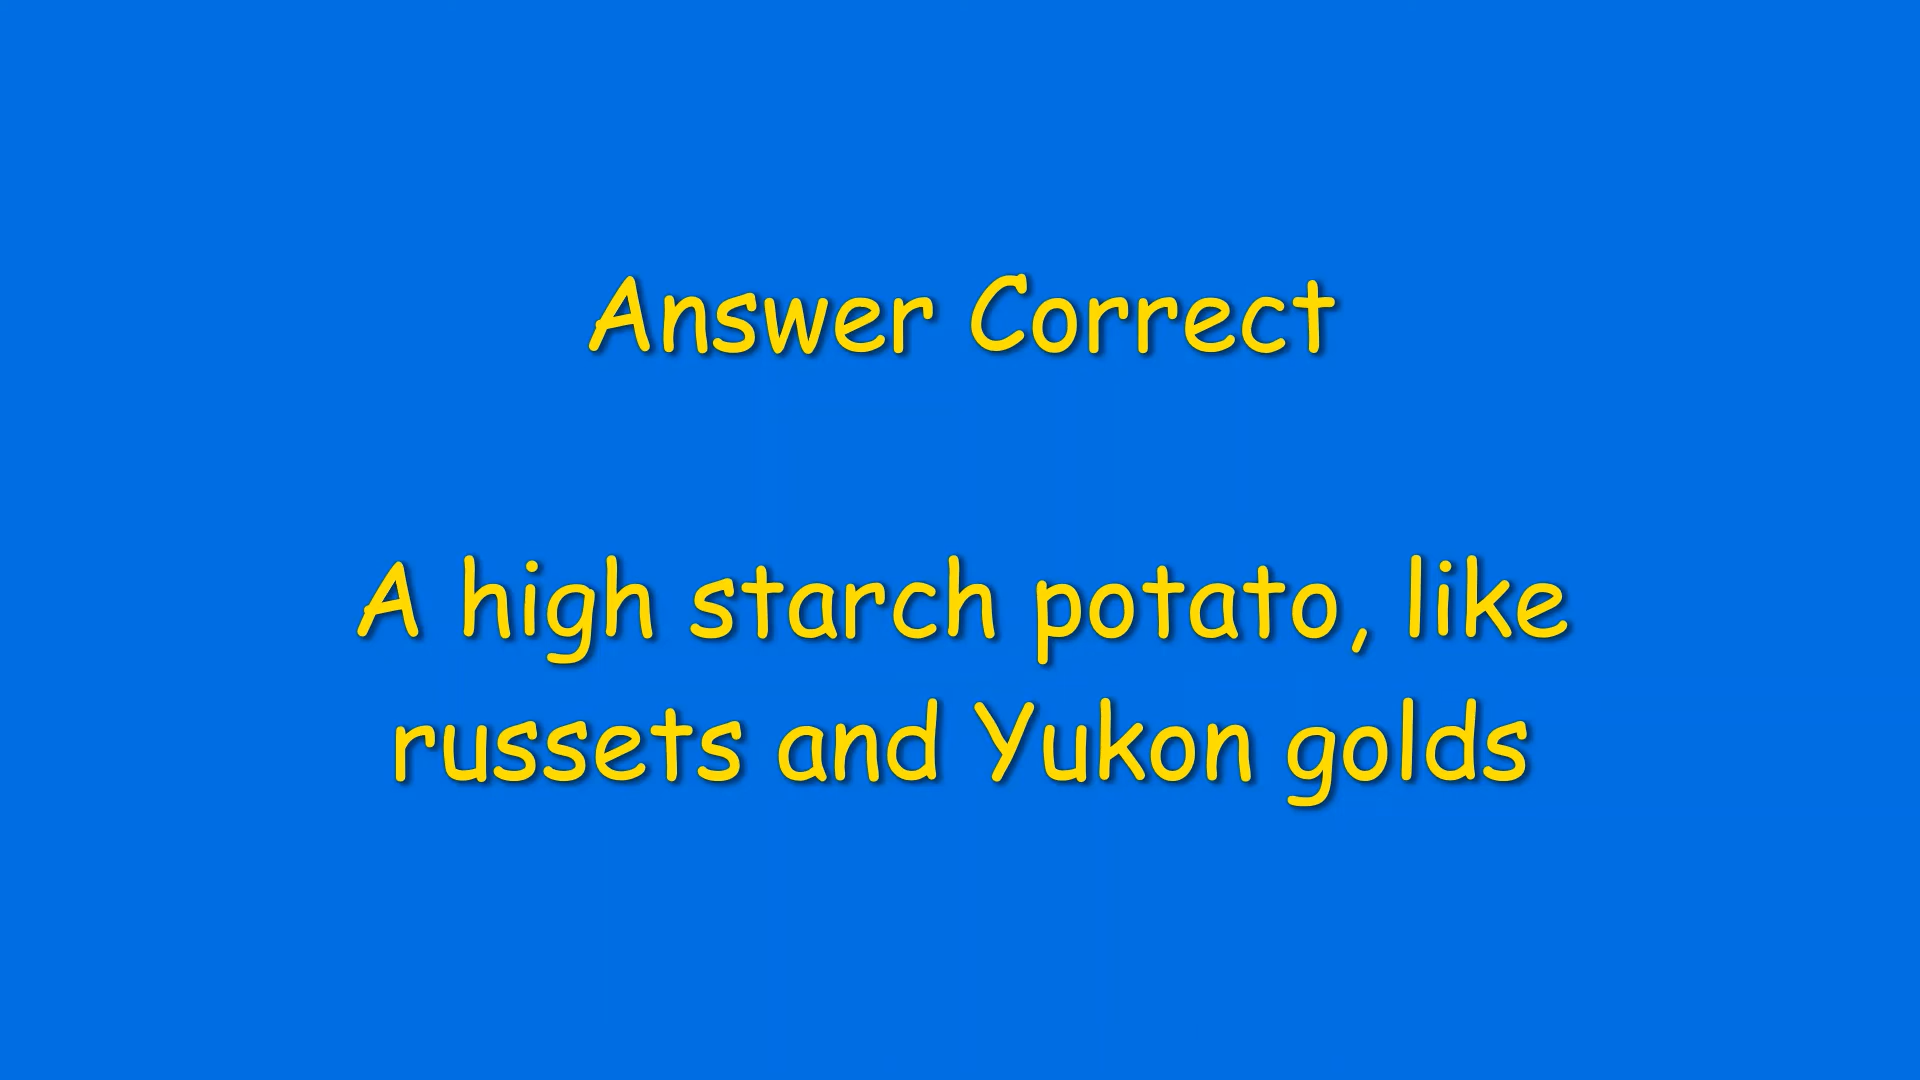 Answer Correct
A high starch potato, like
russets and Yukon golds